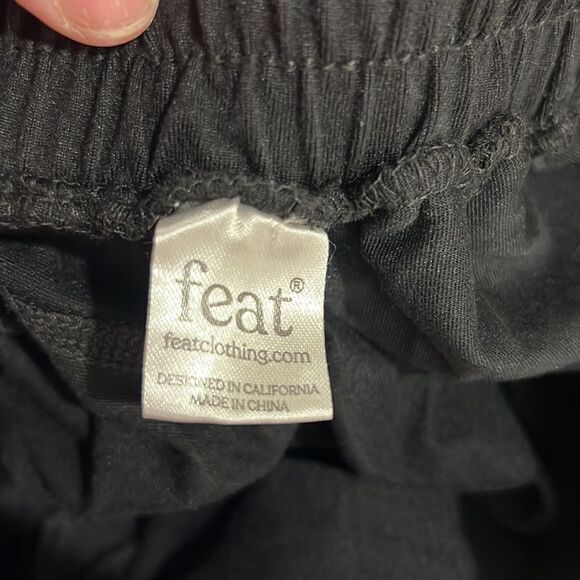 feat®
featclothing.com
DESIGNED IN CALIFORNIA
MADE IN CHINA